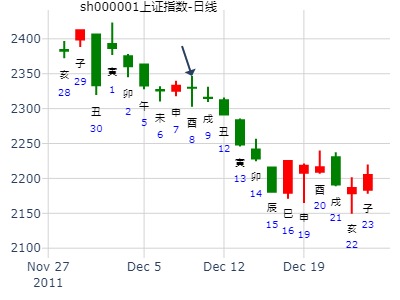 sh000001上证指数-日线
2400
2350
2300
2250
2200
2150
2100
亥
28
子
29
丑
30
寅
1
卯
2
午
5
未
6
申
7
酉
8
戌
9
丑
12
寅
13
卯
14
辰
15
巳
16
申
19
酉
20
戌
21
亥
22
子
23
Nov 27
2011
Dec 5
Dec 12
Dec 19